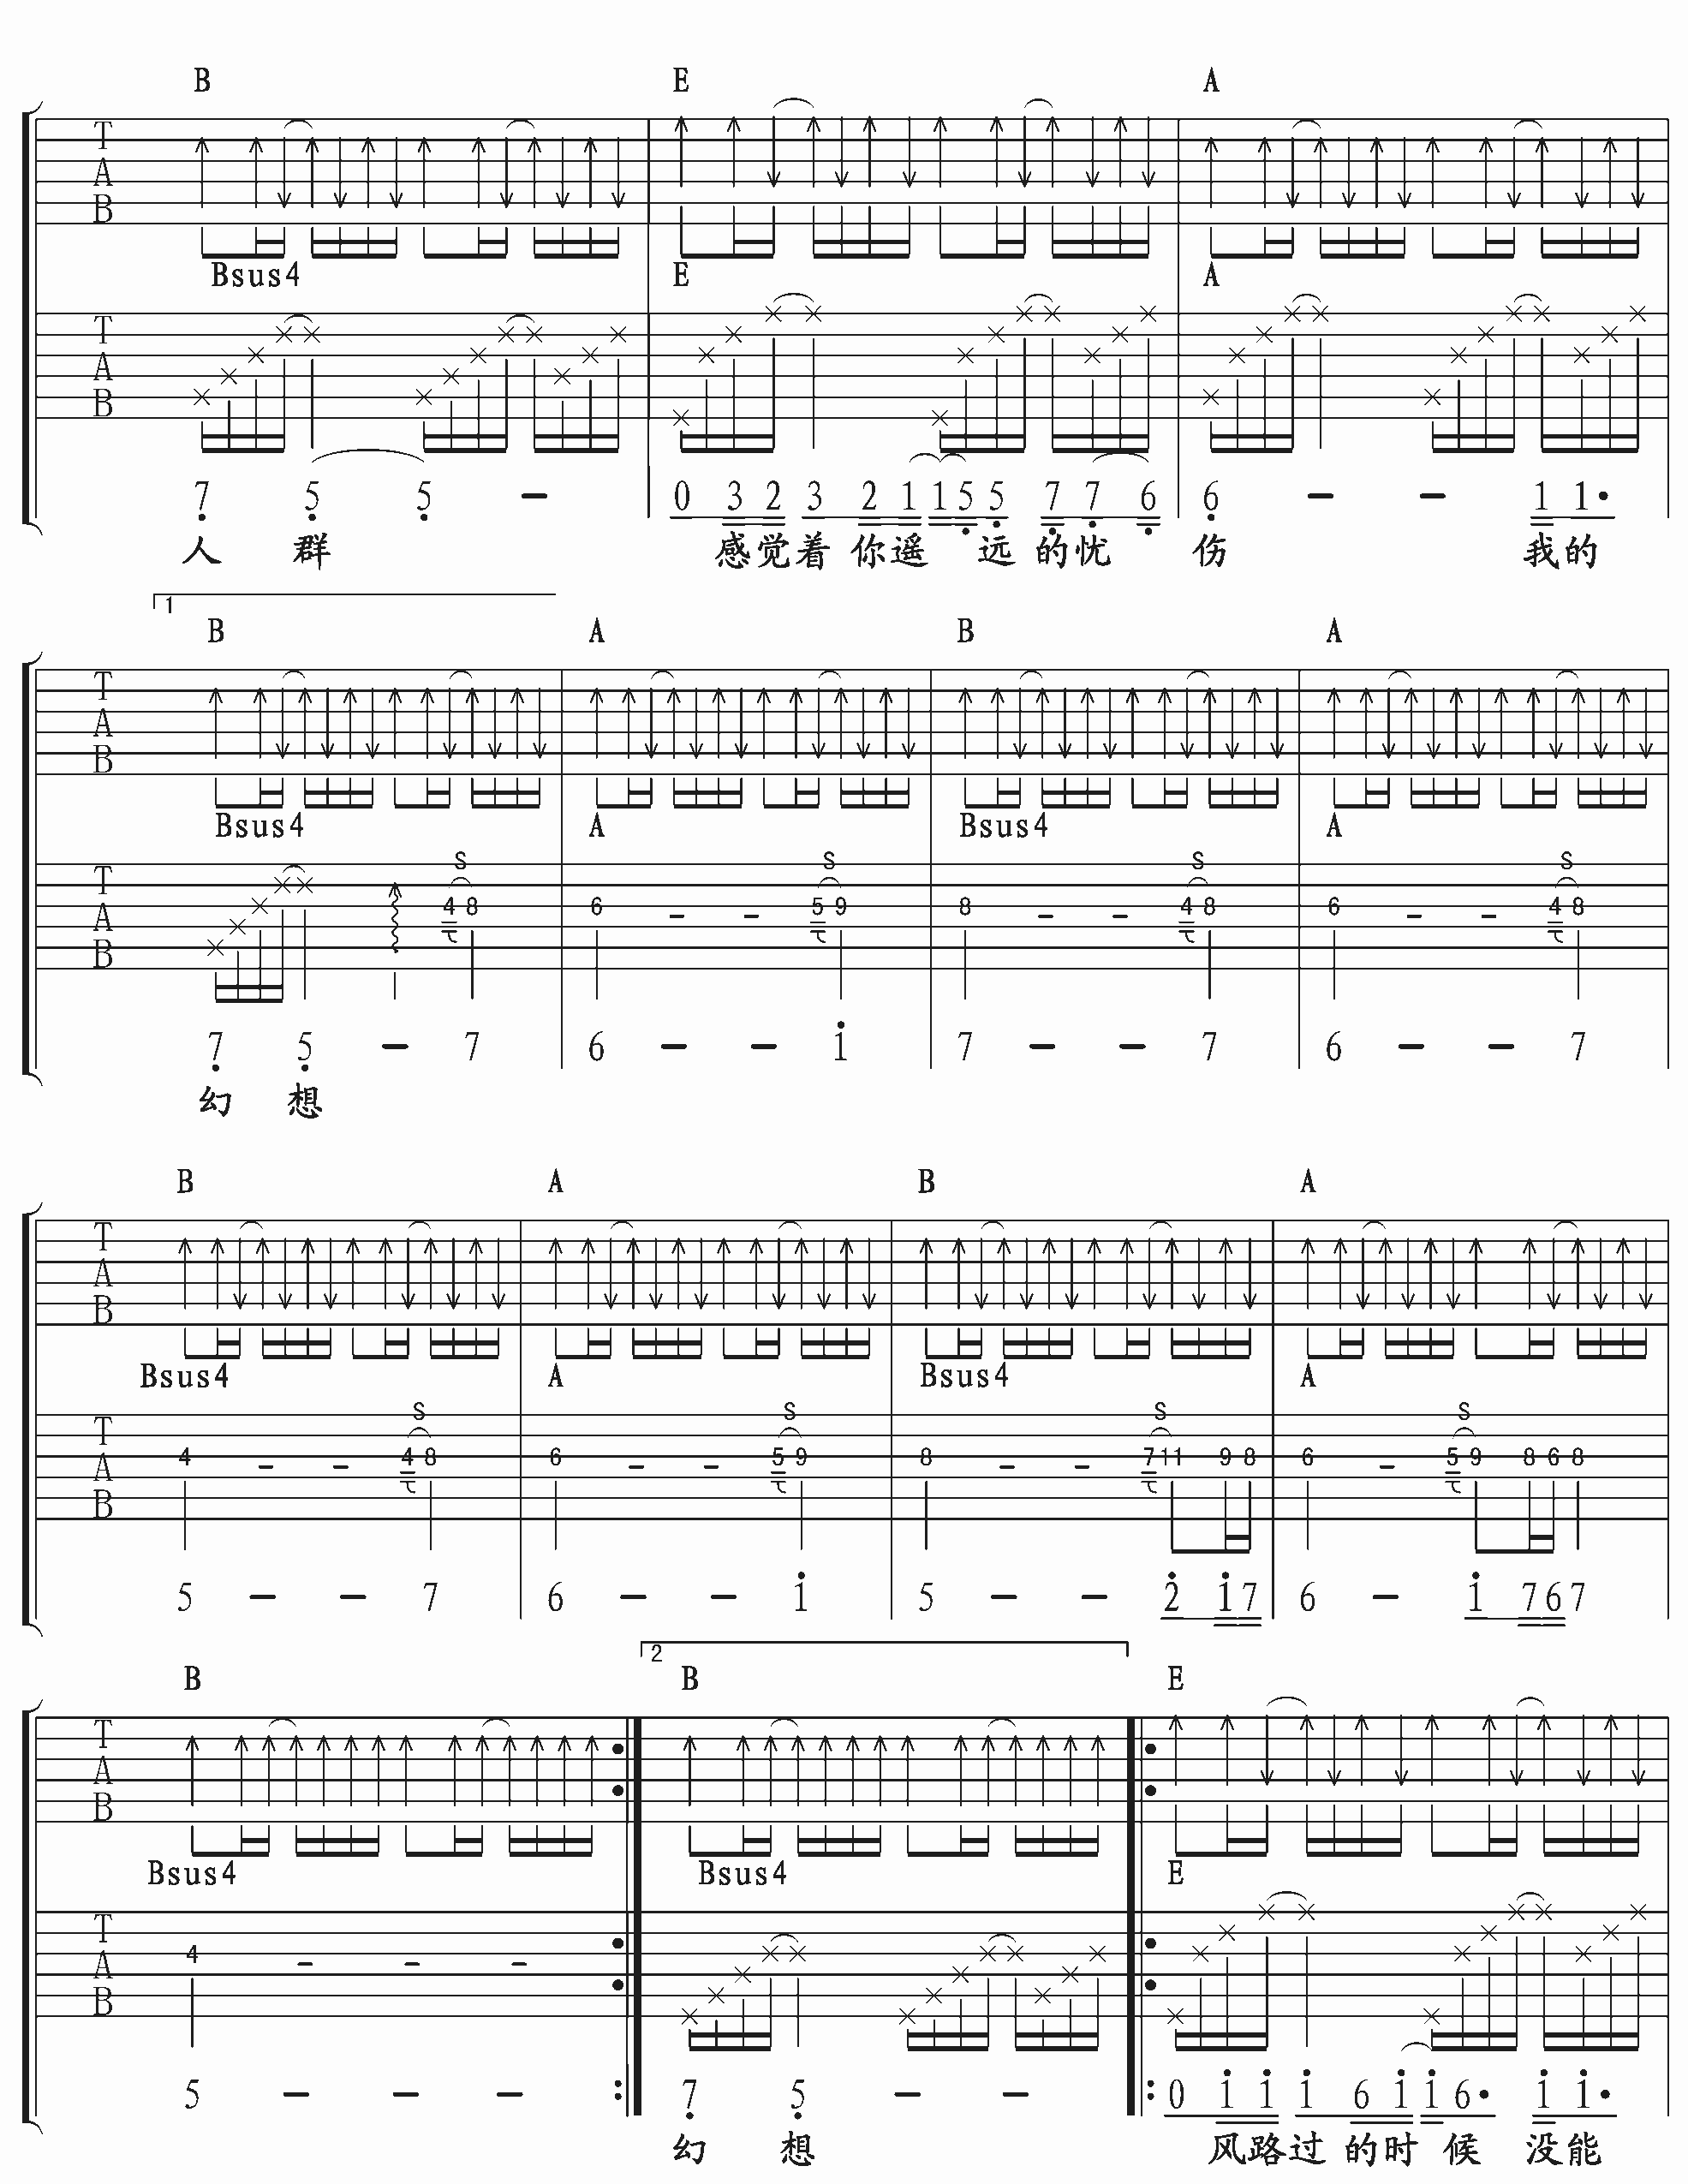 B E A
T A B
Bsus4 E A
T A B
7 5 5 – 0 3 2 3 2 1 1 5 5 7 7 6 6 – – 1 1·
人 群 感觉着 你遥 远 的忧 伤 我的
1
B A B A
T A B
Bsus4 A Bsus4 A
S S S S
T A B
4 8 6 – – 5 9 8 – – 4 8 6 – – 4 8
7 5 – 7 6 – – 1 7 – – 7 6 – – 7
幻 想
B A B A
T A B
Bsus4 A Bsus4 A
S S S S
T A B
4 – – 4 8 6 – – 5 9 8 – – 7 11 9 8 6 – 5 9 8 6 8
5 – – 7 6 – – 1 5 – – 2 1 7 6 – 1 7 6 7
2
B B E
T A B
Bsus4 Bsus4 E
T A B
4 – – –
5 – – – 7 5 – – 0 1 1 1 6 1 1 6· 1 1·
幻 想 风路过 的时 候 没能